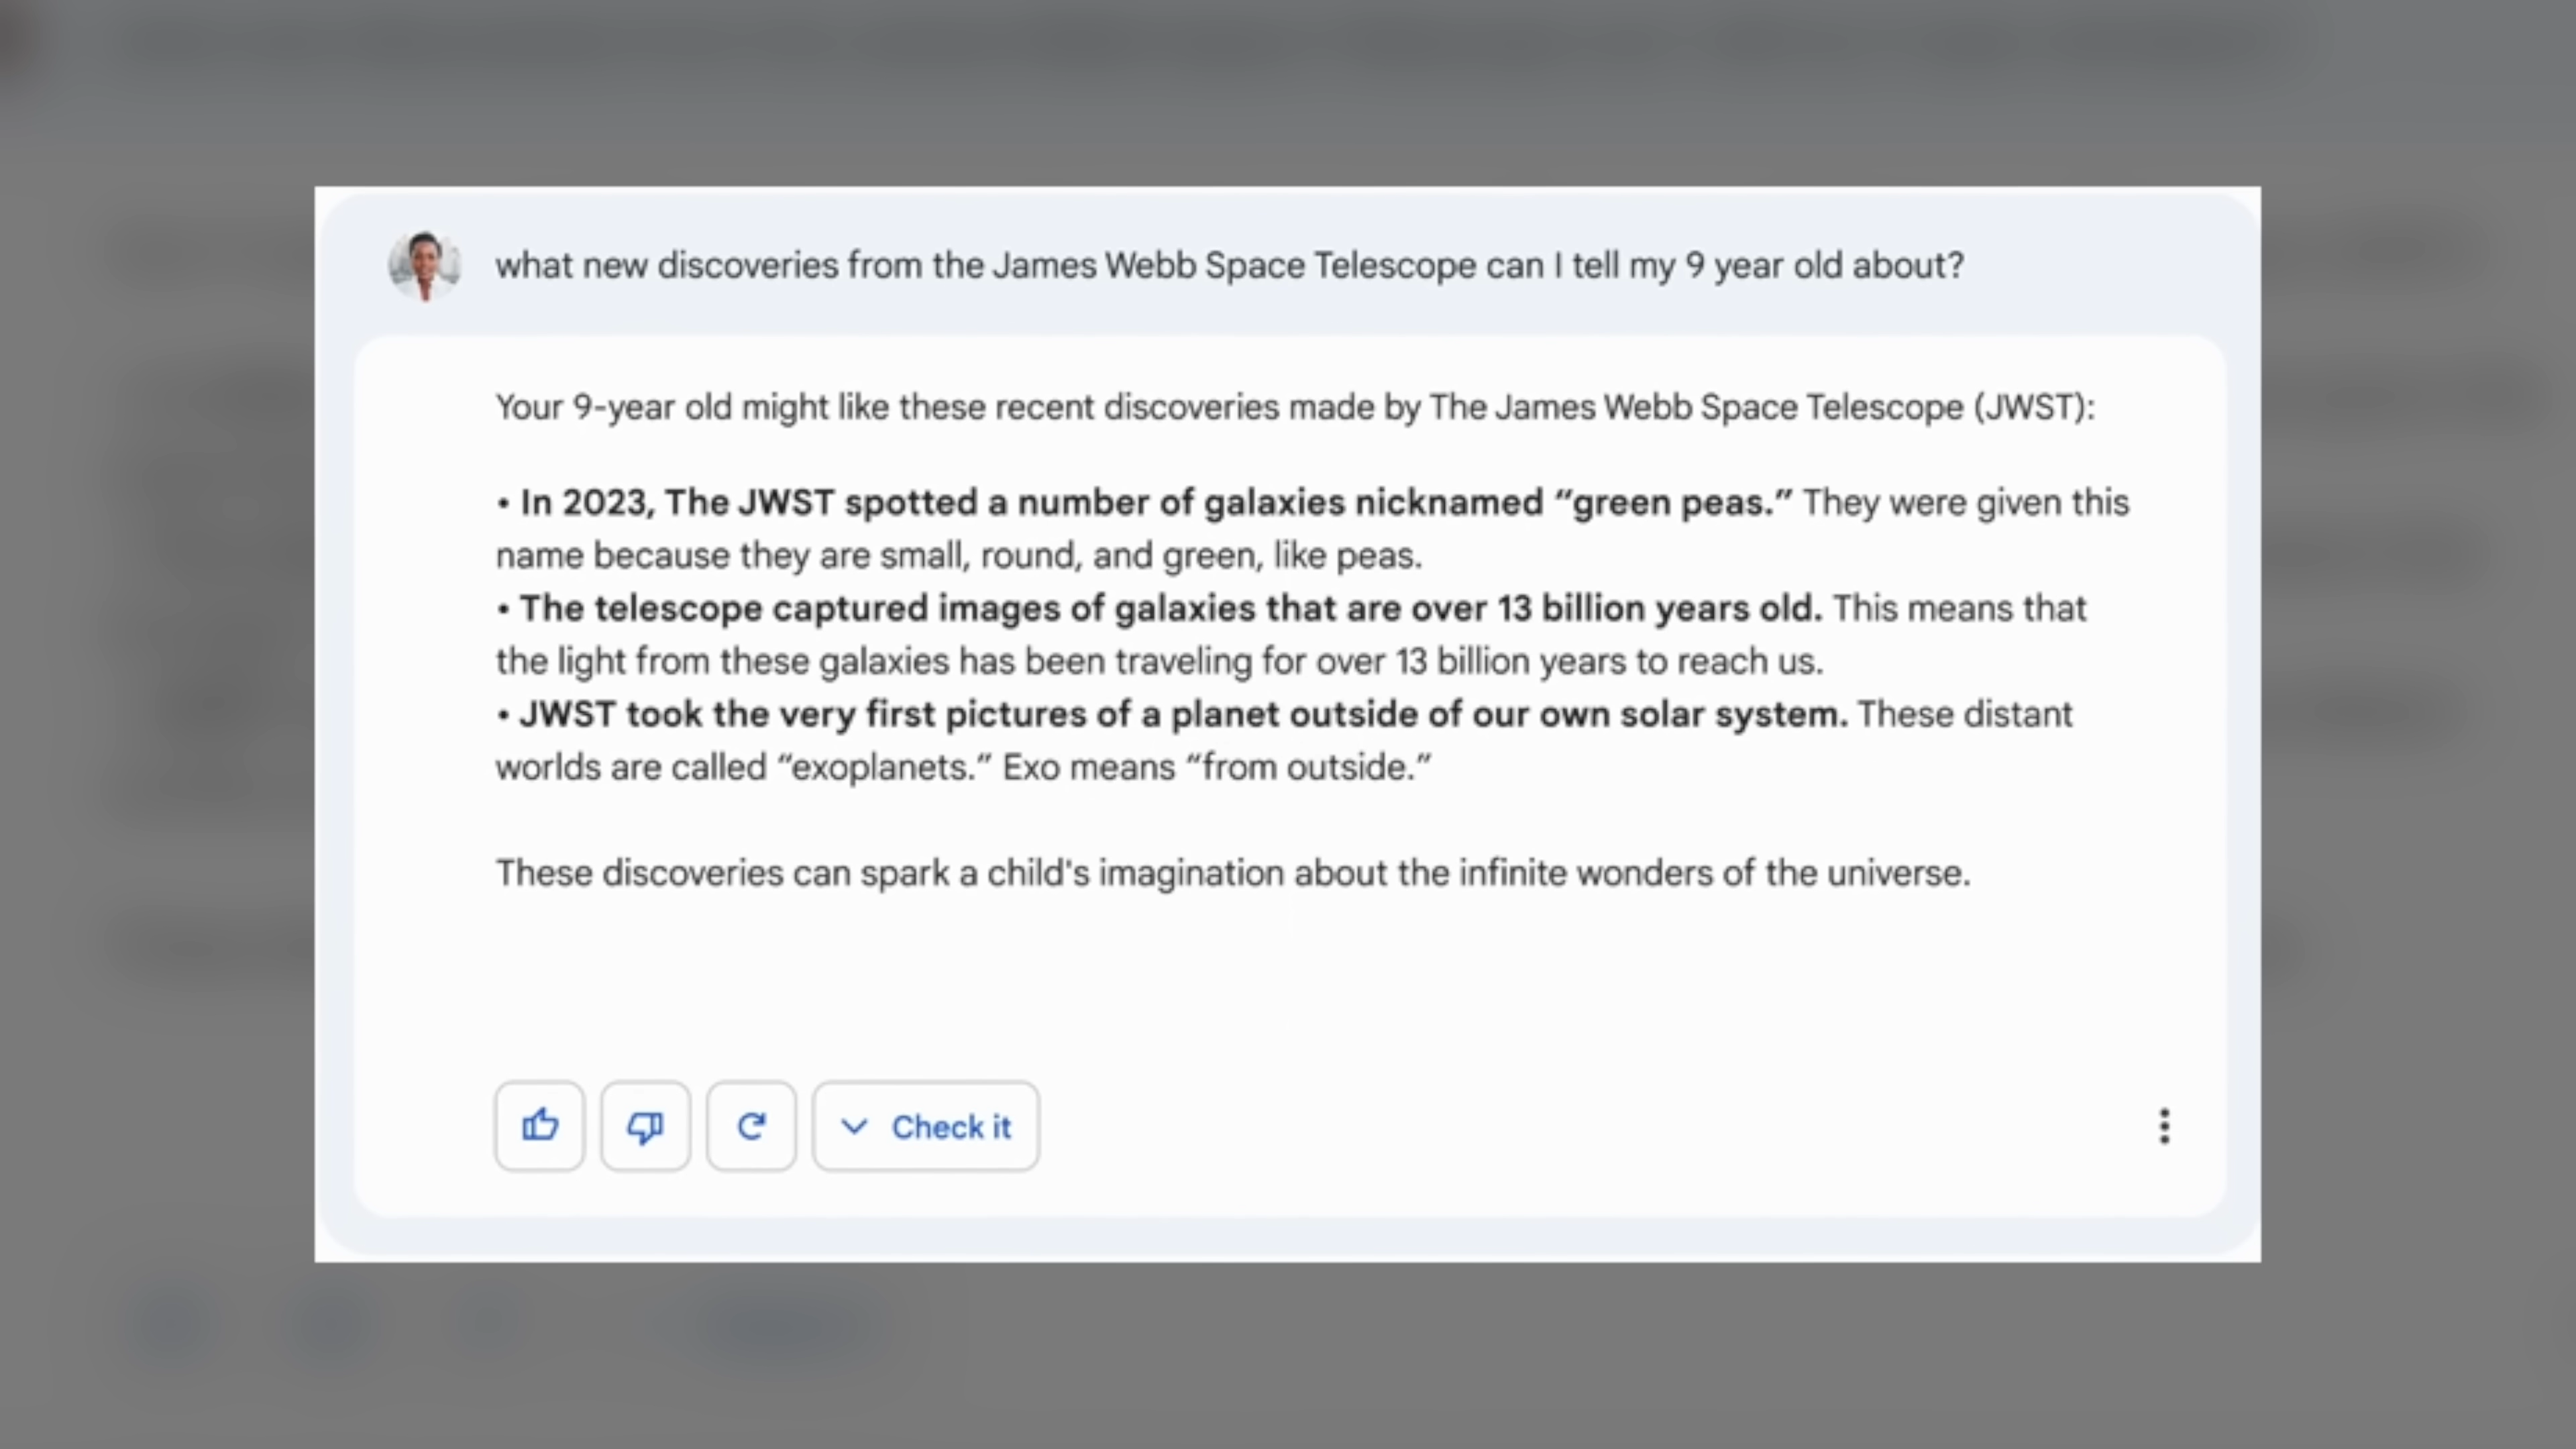 what new discoveries from the James Webb Space Telescope can I tell my 9 year old about?
Your 9-year old might like these recent discoveries made by The James Webb Space Telescope (JWST):
• In 2023, The JWST spotted a number of galaxies nicknamed “green peas.” They were given this
name because they are small, round, and green, like peas.
• The telescope captured images of galaxies that are over 13 billion years old. This means that
the light from these galaxies has been traveling for over 13 billion years to reach us.
• JWST took the very first pictures of a planet outside of our own solar system. These distant
worlds are called “exoplanets.” Exo means “from outside.”
These discoveries can spark a child's imagination about the infinite wonders of the universe.
Check it